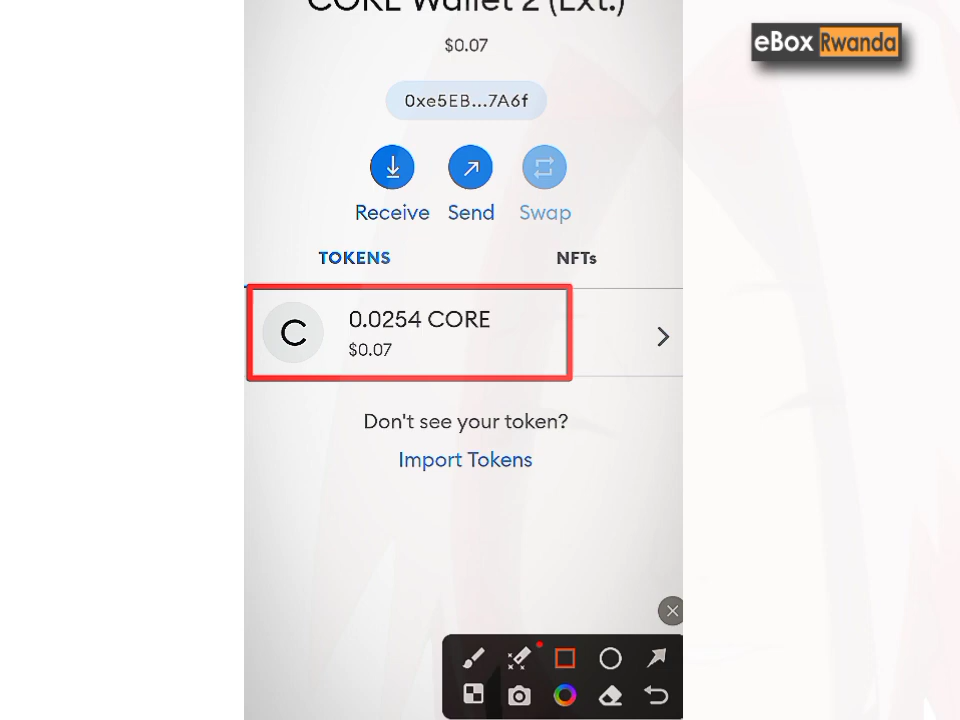 CORE Wallet 2 (Ext.)
eBox Rwanda
$0.07
0xe5EB...7A6f
Receive Send Swap
TOKENS NFTs
C
0.0254 CORE
$0.07
Don't see your token?
Import Tokens